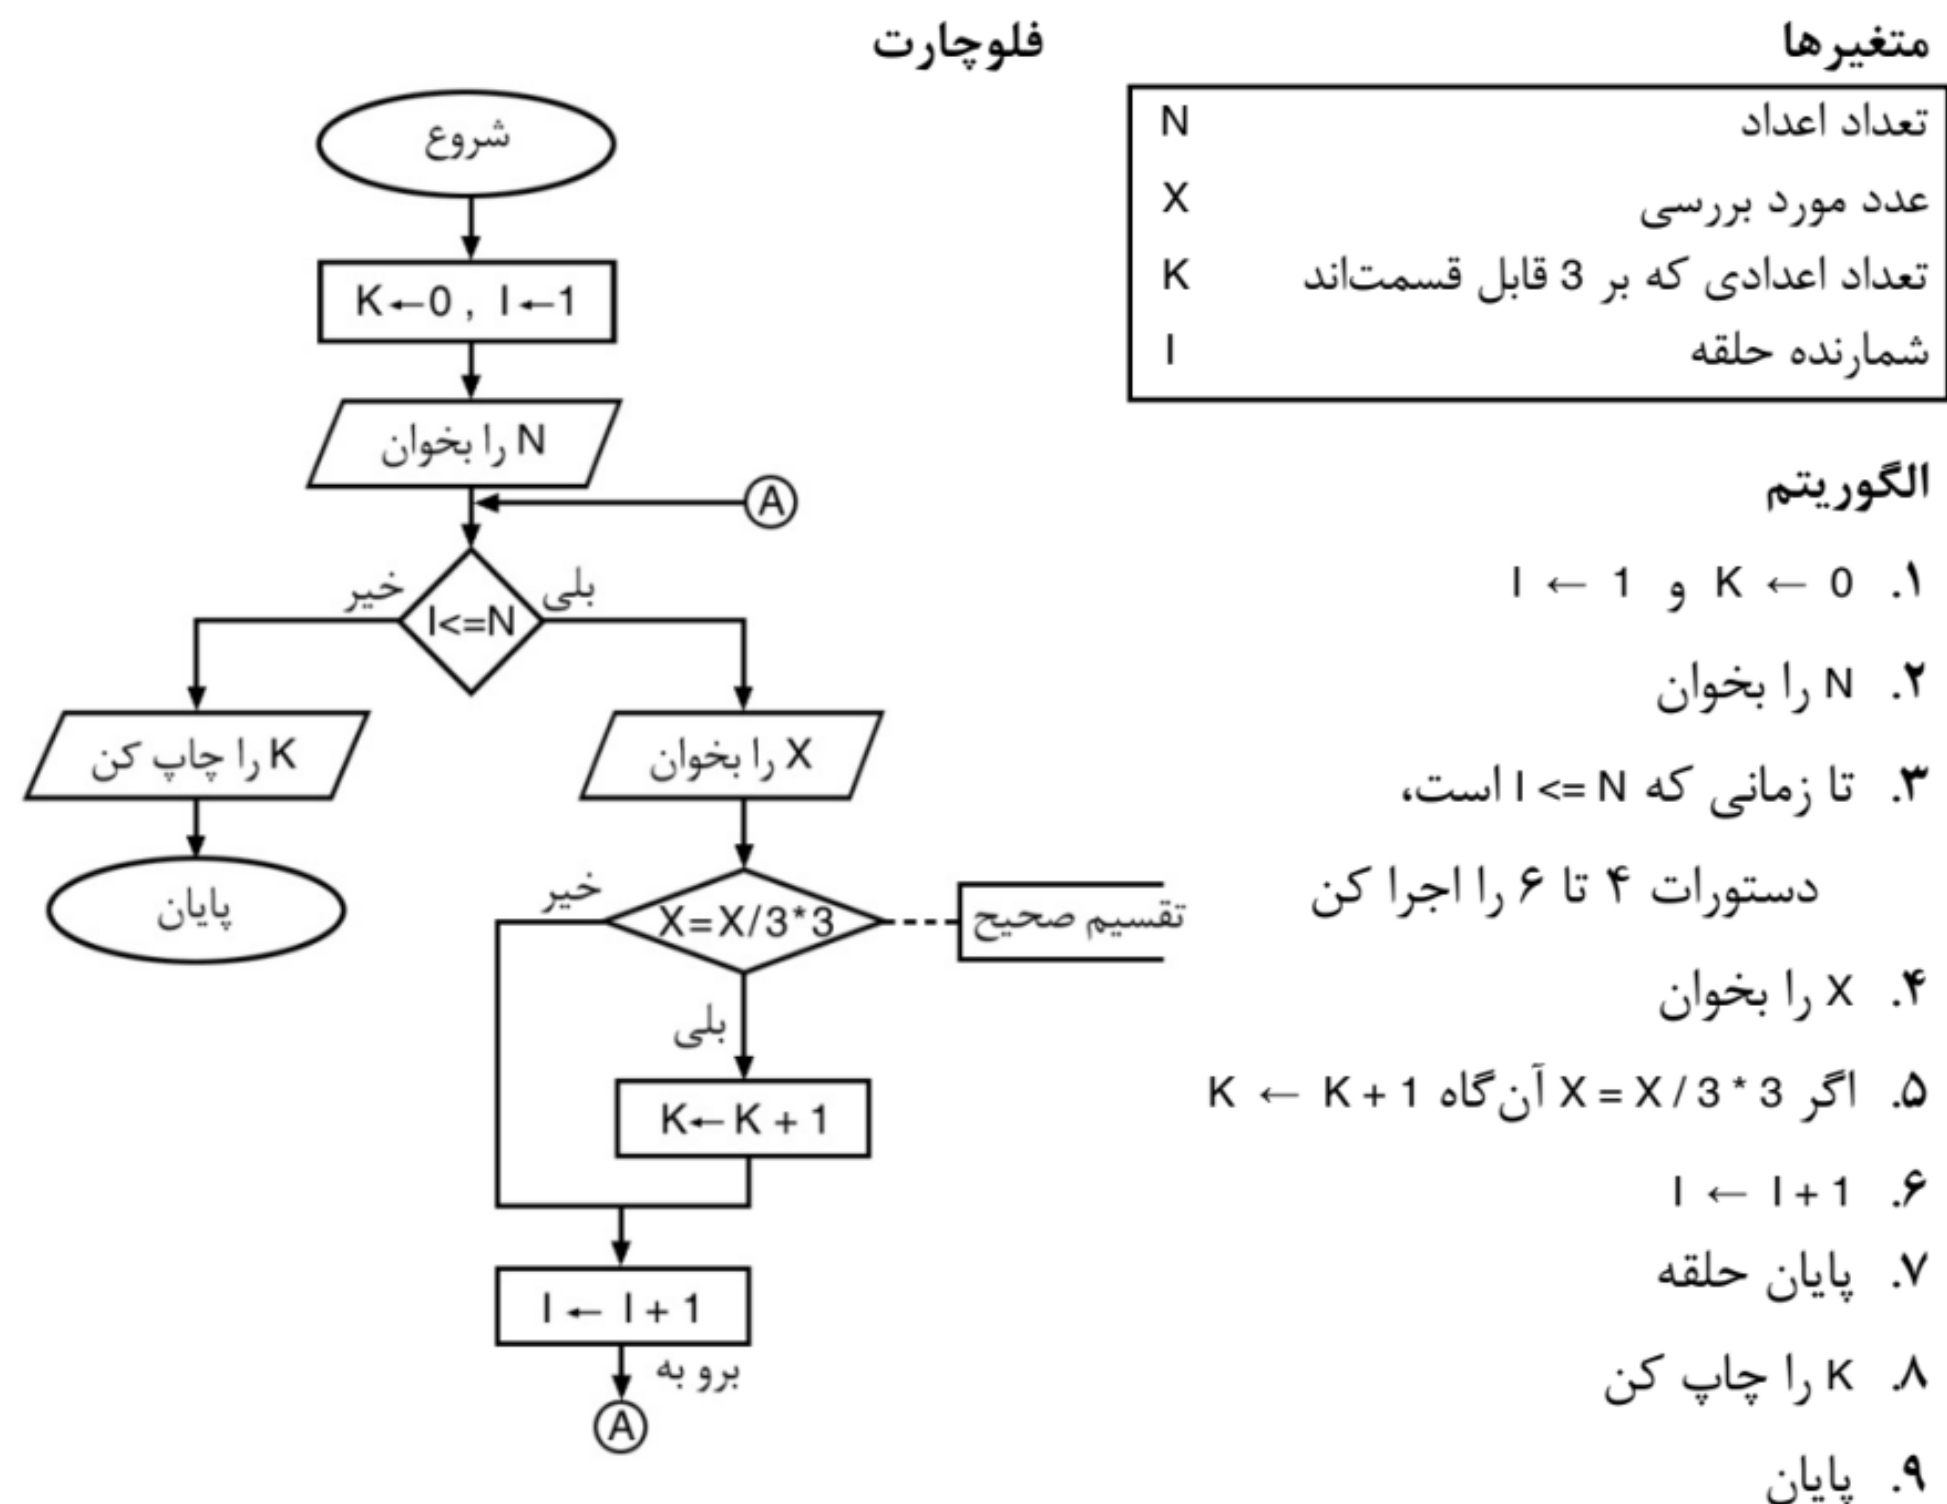 متغیرها
تعداد اعداد N
عدد مورد بررسی X
تعداد اعدادی که بر 3 قابل قسمت‌اند K
شمارنده حلقه I
الگوریتم
۱. K ← 0 و I ← 1
۲. N را بخوان
۳. تا زمانی که I <= N است،
دستورات ۴ تا ۶ را اجرا کن
۴. X را بخوان
۵. اگر X = X / 3 * 3 آن‌گاه K ← K + 1
۶. I ← I + 1
۷. پایان حلقه
۸. K را چاپ کن
۹. پایان
فلوچارت
شروع
K←0 , I←1
N را بخوان
A
I<=N
بلی
خیر
X را بخوان
K را چاپ کن
پایان
X=X/3*3
تقسیم صحیح
خیر
بلی
K← K + 1
I ← I + 1
برو به
A